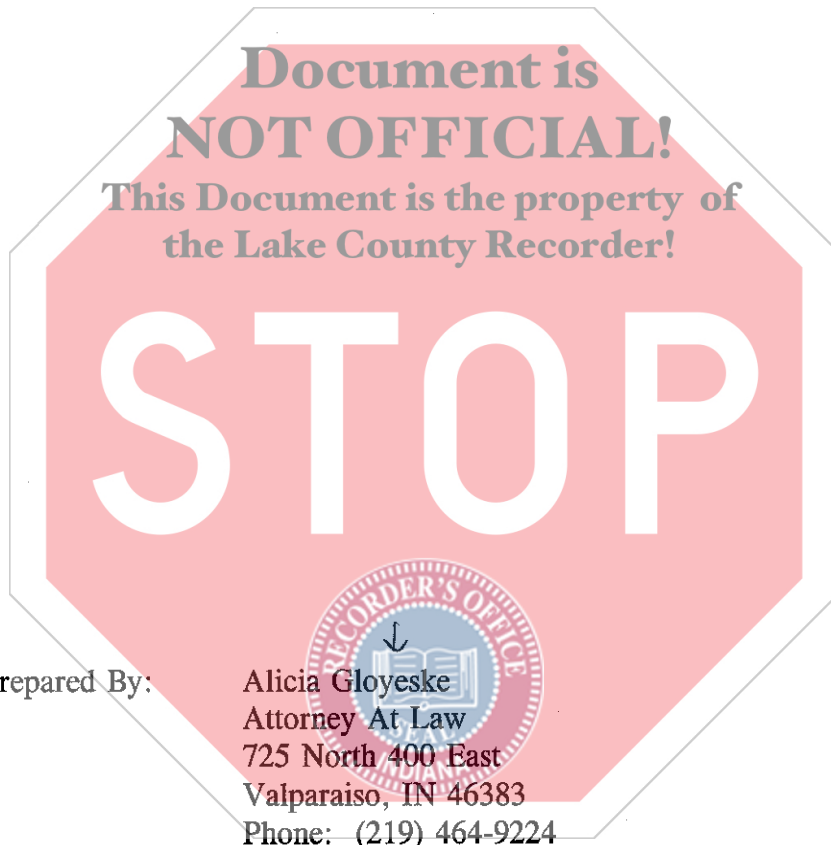 Document is
NOT OFFICIAL!
This Document is the property of
the Lake County Recorder!
STOP
RECORDER'S OFFICE
SEAL
INDIANA
repared By: Alicia Gloyeske
Attorney At Law
725 North 400 East
Valparaiso, IN 46383
Phone: (219) 464-9224